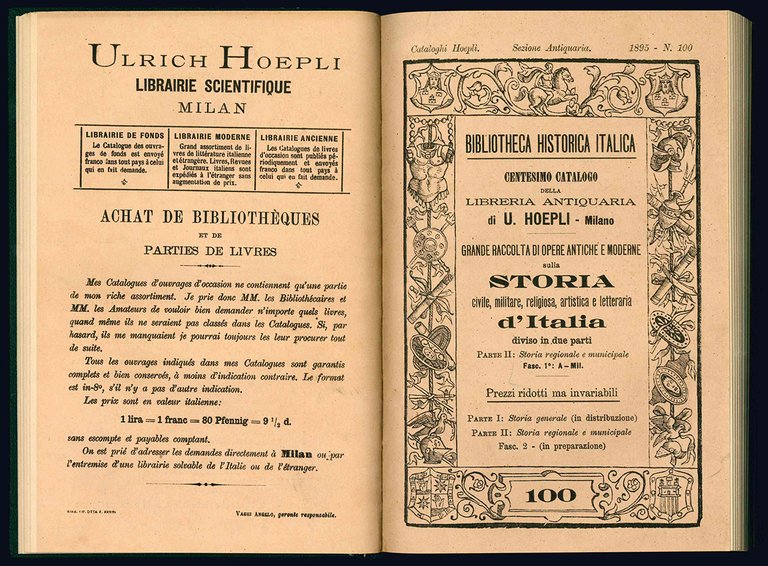 ULRICH HOEPLI
LIBRAIRIE SCIENTIFIQUE
MILAN
LIBRAIRIE DE FONDS
Le Catalogue des ouvra-
ges de fonds est envoyé
franco dans tout pays à celui
qui en fait demande.
LIBRAIRIE MODERNE
Grand assortiment de li-
vres de littérature italienne
et étrangère. Livres, Revues
et Journaux italiens sont
expédiés à l'étranger sans
augmentation de prix.
LIBRAIRIE ANCIENNE
Les Catalogues de livres
d'occasion sont publiés pé-
riodiquement et envoyés
franco dans tout pays à celui
qui en fait demande.
ACHAT DE BIBLIOTHÈQUES
ET DE
PARTIES DE LIVRES
Mes Catalogues d'ouvrages d'occasion ne contiennent qu'une partie
de mon riche assortiment. Je prie donc MM. les Bibliothécaires et
MM. les Amateurs de vouloir bien demander n'importe quels livres,
quand même ils ne seraient pas classés dans les Catalogues. Si, par
hasard, ils me manquaient je pourrai toujours les leur procurer tout
de suite.
Tous les ouvrages indiqués dans mes Catalogues sont garantis
complets et bien conservés, à moins d'indication contraire. Le format
est in-8º, s'il n'y a pas d'autre indication.
Les prix sont en valeur italienne:
1 lira = 1 franc = 80 Pfennig = 9 1/2 d.
sans escompte et payables comptant.
On est prié d'adresser les demandes directement à Milan ou par
l'entremise d'une librairie solvable de l'Italie ou de l'étranger.
VAGHI ANGELO, gerente responsabile.
Cataloghi Hoepli. Sezione Antiquaria. 1895 - N. 100
BIBLIOTHECA HISTORICA ITALICA
CENTESIMO CATALOGO
DELLA
LIBRERIA ANTIQUARIA
di U. HOEPLI - Milano
GRANDE RACCOLTA DI OPERE ANTICHE E MODERNE
sulla
STORIA
civile, militare, religiosa, artistica e letteraria
d'Italia
diviso in due parti
PARTE II: Storia regionale e municipale
Fasc. 1º: A - MIL.
Prezzi ridotti ma invariabili
PARTE I: Storia generale (in distribuzione)
PARTE II: Storia regionale e municipale
Fasc. 2 - (in preparazione)
100